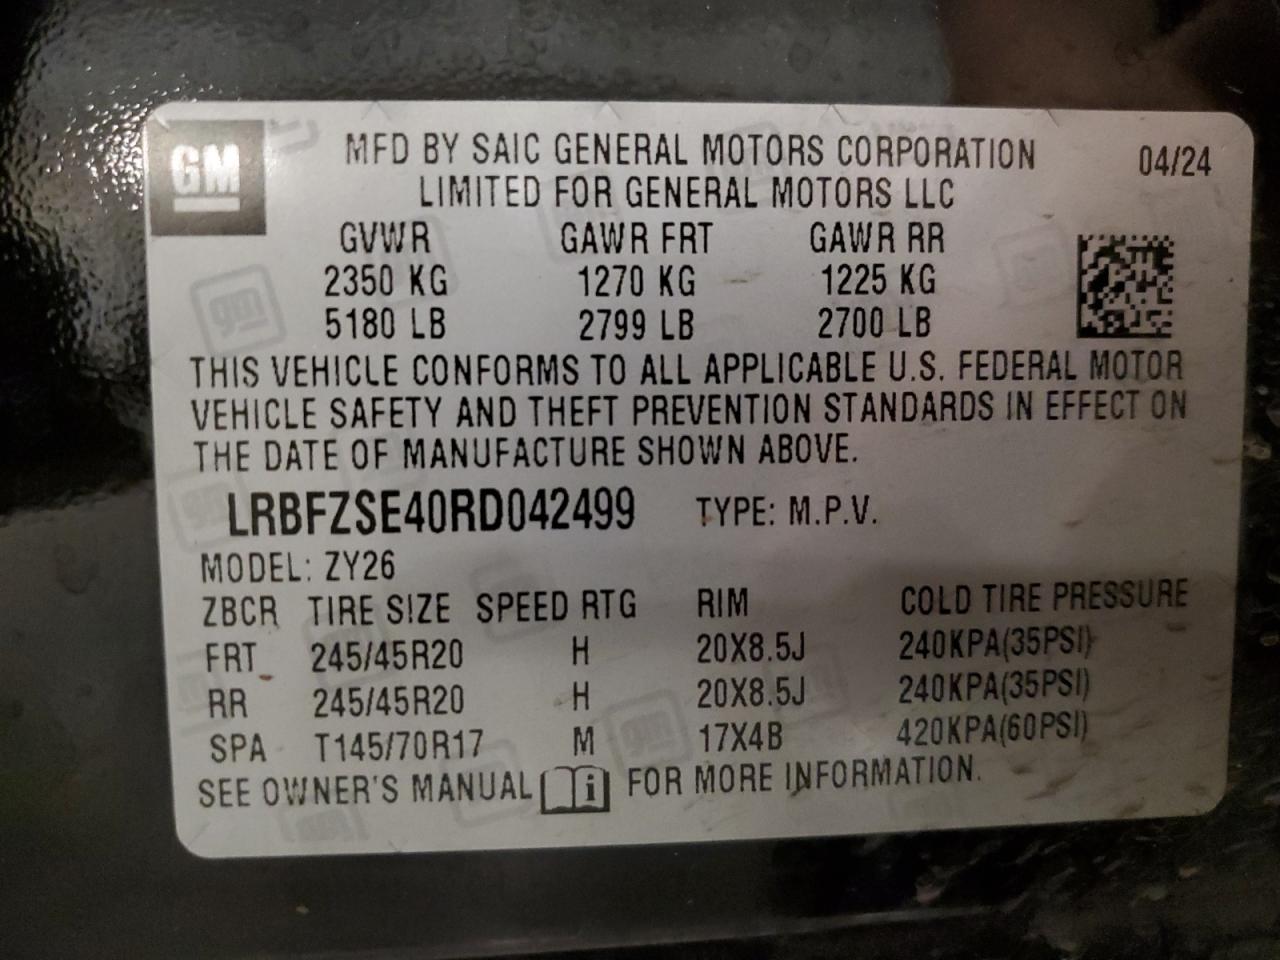 GM
MFD BY SAIC GENERAL MOTORS CORPORATION 04/24
LIMITED FOR GENERAL MOTORS LLC
GVWR GAWR FRT GAWR RR
2350 KG 1270 KG 1225 KG
5180 LB 2799 LB 2700 LB
THIS VEHICLE CONFORMS TO ALL APPLICABLE U.S. FEDERAL MOTOR
VEHICLE SAFETY AND THEFT PREVENTION STANDARDS IN EFFECT ON
THE DATE OF MANUFACTURE SHOWN ABOVE.
LRBFZSE40RD042499 TYPE: M.P.V.
MODEL: ZY26
ZBCR TIRE SIZE SPEED RTG RIM COLD TIRE PRESSURE
FRT 245/45R20 H 20X8.5J 240KPA(35PSI)
RR 245/45R20 H 20X8.5J 240KPA(35PSI)
SPA T145/70R17 M 17X4B 420KPA(60PSI)
SEE OWNER'S MANUAL i FOR MORE INFORMATION.